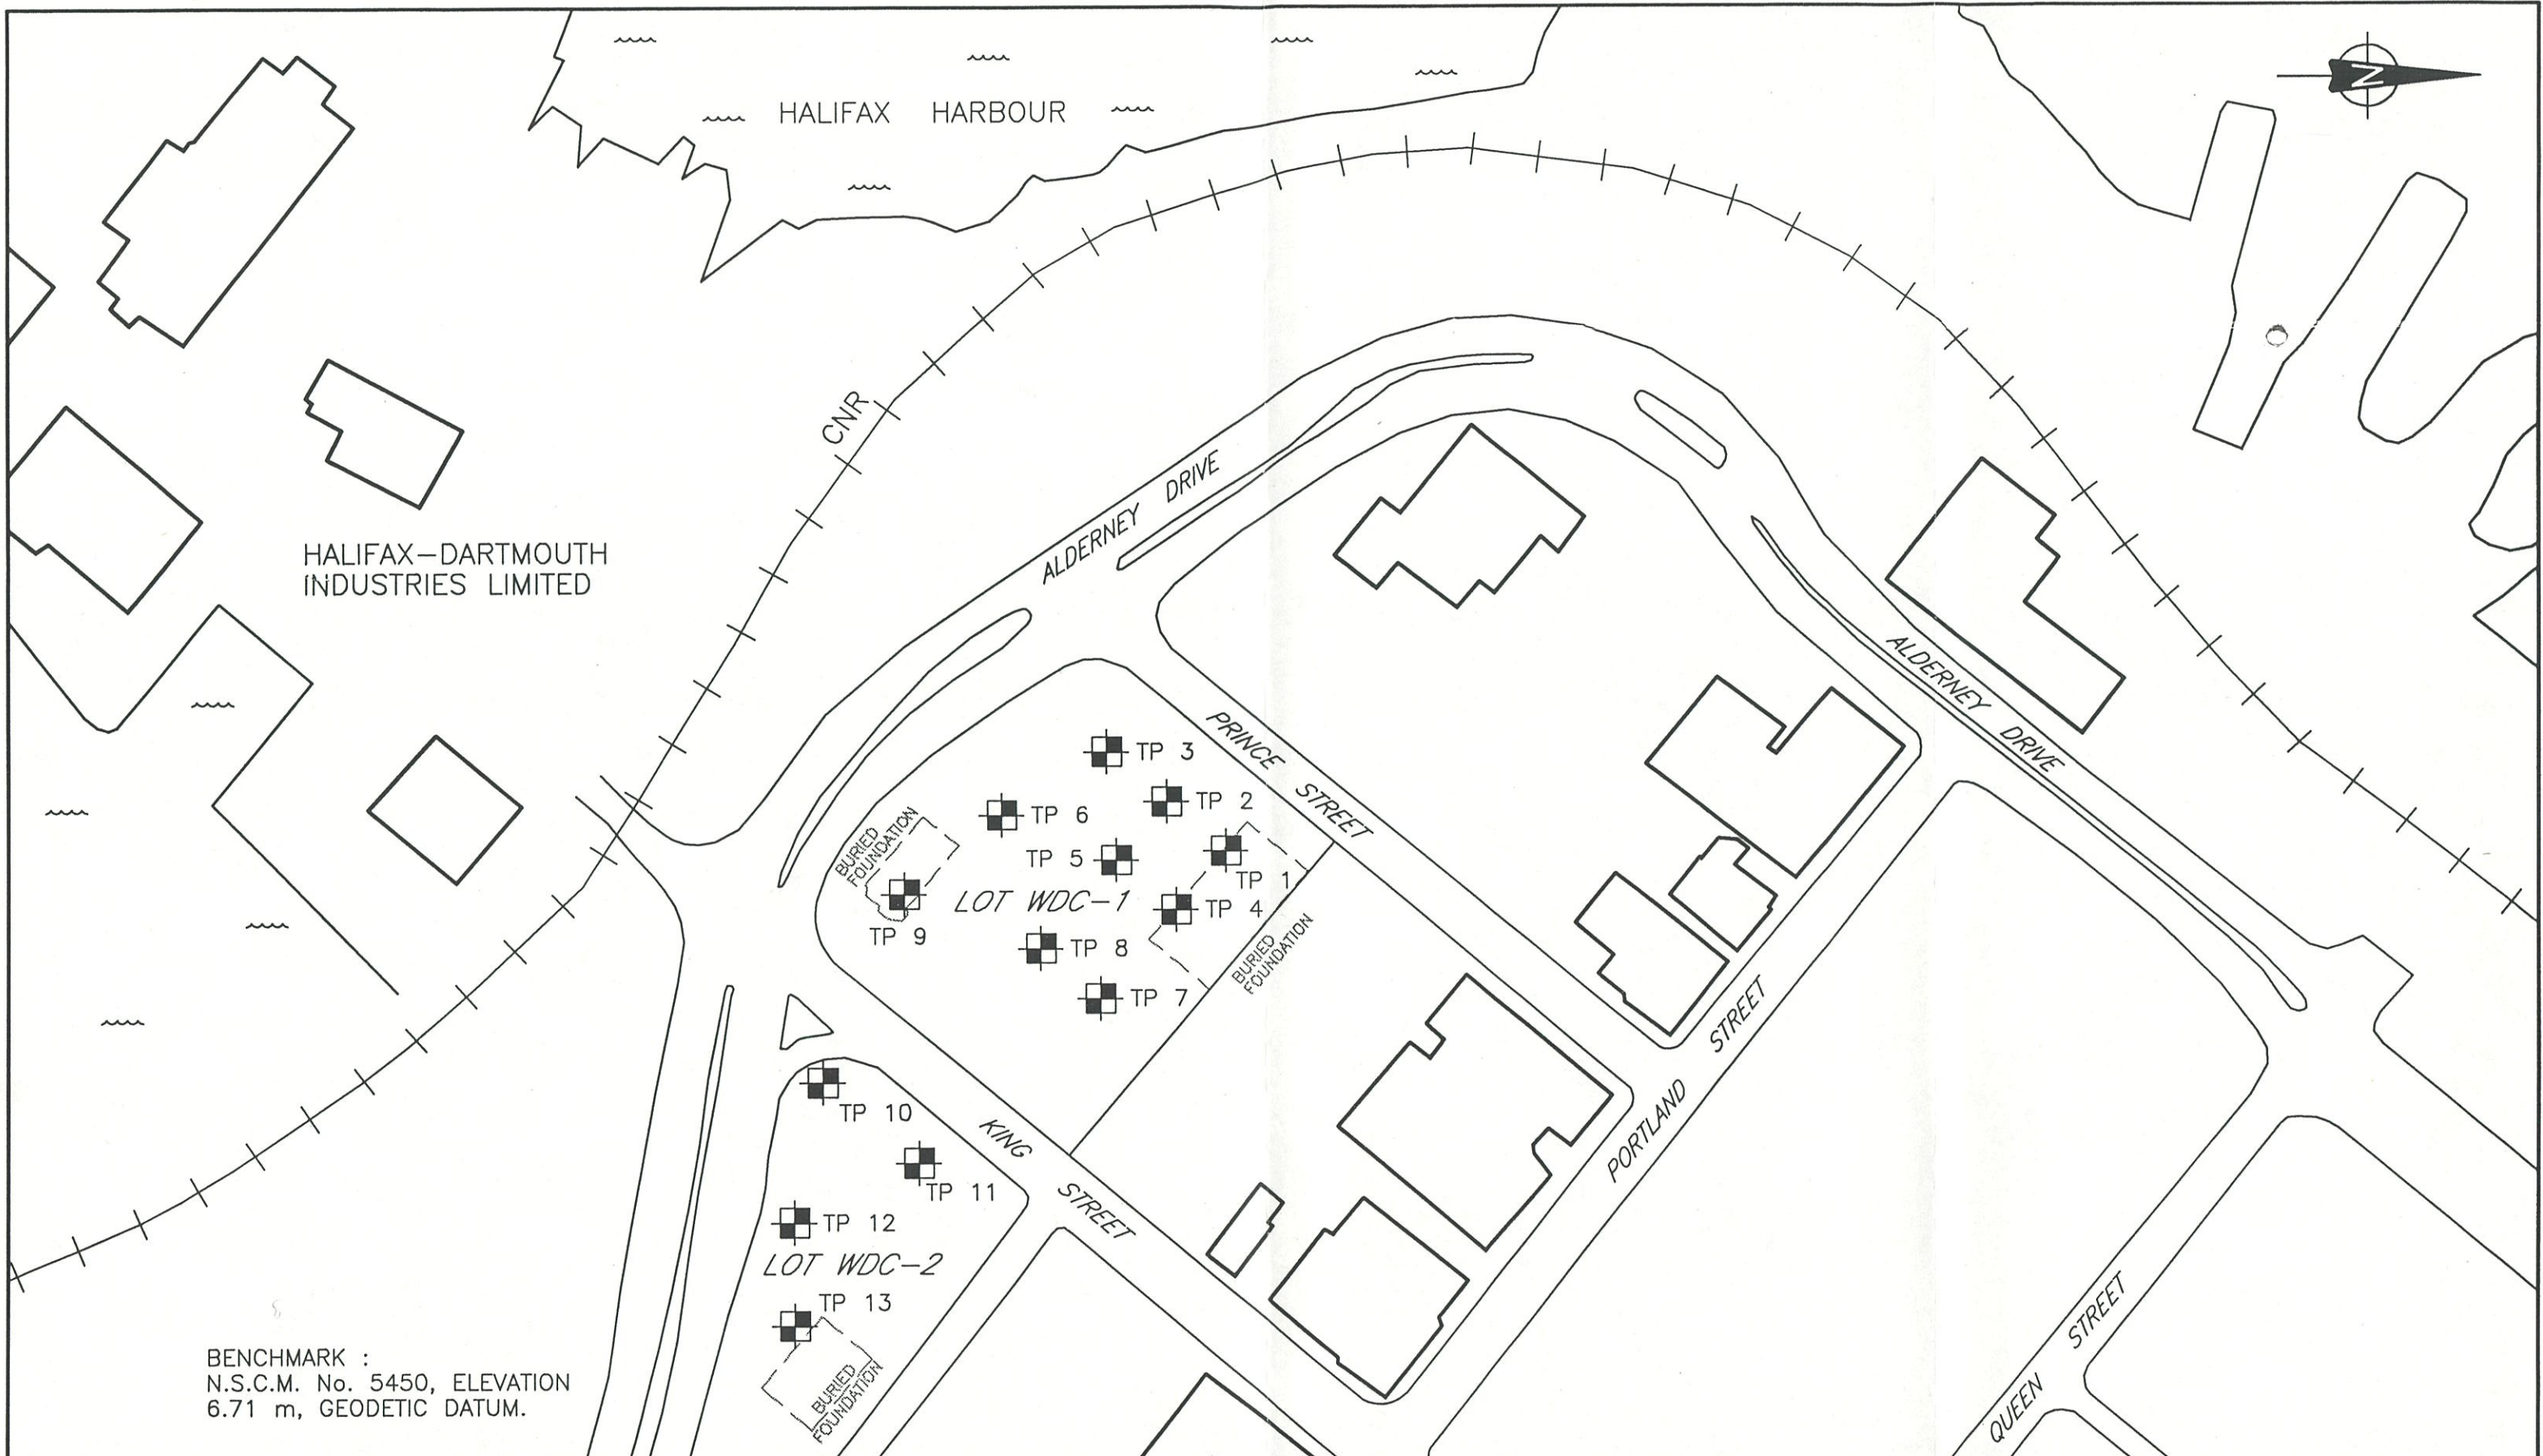 HALIFAX HARBOUR
N
CNR
ALDERNEY DRIVE
HALIFAX-DARTMOUTH
INDUSTRIES LIMITED
ALDERNEY DRIVE
PRINCE STREET
TP 3
TP 2
TP 6
TP 5
BURIED
FOUNDATION
TP 1
LOT WDC-1
TP 4
TP 9
TP 8
BURIED
FOUNDATION
TP 7
PORTLAND STREET
TP 10
KING STREET
TP 11
TP 12
LOT WDC-2
TP 13
BURIED
FOUNDATION
QUEEN STREET
BENCHMARK :
N.S.C.M. No. 5450, ELEVATION
6.71 m, GEODETIC DATUM.